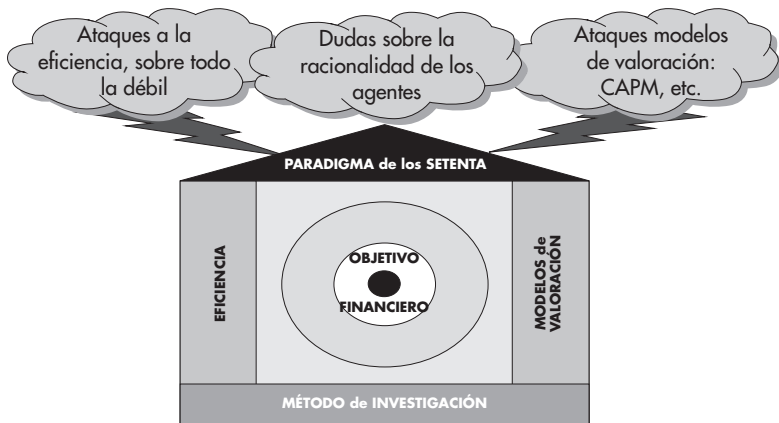 Ataques a la
eficiencia, sobre todo
la débil
Dudas sobre la
racionalidad de los
agentes
Ataques modelos
de valoración:
CAPM, etc.
PARADIGMA de los SETENTA
EFICIENCIA
OBJETIVO
FINANCIERO
MODELOS de
VALORACIÓN
MÉTODO de INVESTIGACIÓN